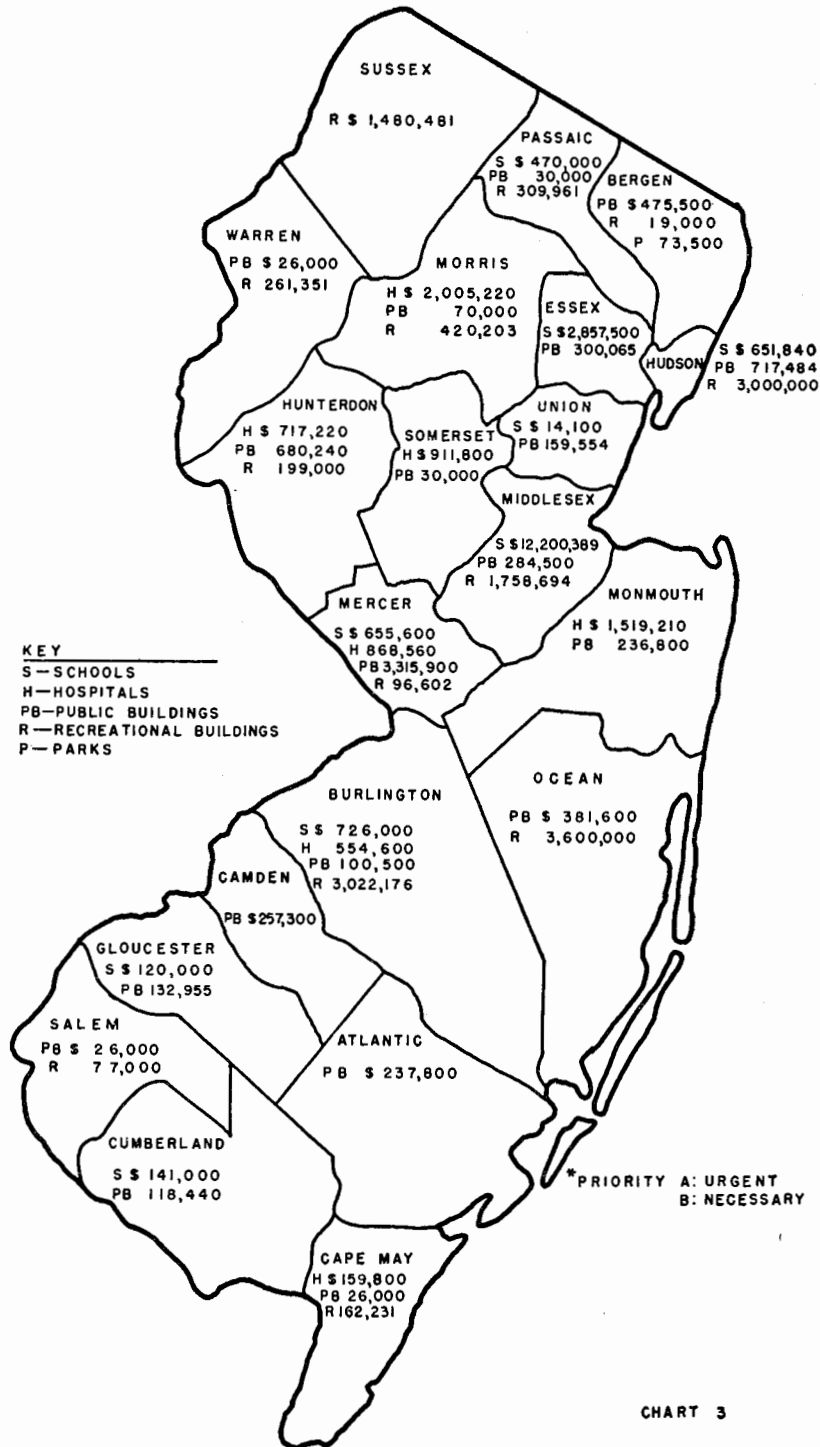 SUSSEX
R $ 1,480,481
PASSAIC
S $ 470,000
PB 30,000
R 309,961
BERGEN
PB $475,500
R 19,000
P 73,500
WARREN
PB $ 26,000
R 261,351
MORRIS
H $ 2,005,220
PB 70,000
R 420,203
ESSEX
S $2,857,500
PB 300,065
HUDSON
S $ 651,840
PB 717,484
R 3,000,000
HUNTERDON
H $ 717,220
PB 680,240
R 199,000
SOMERSET
H $911,800
PB 30,000
UNION
S $ 14,100
PB 159,554
MIDDLESEX
S $12,200,389
PB 284,500
R 1,758,694
MONMOUTH
H $ 1,519,210
PB 236,800
MERCER
S $ 655,600
H 868,560
PB 3,315,900
R 96,602
KEY
S—SCHOOLS
H—HOSPITALS
PB—PUBLIC BUILDINGS
R—RECREATIONAL BUILDINGS
P—PARKS
OCEAN
PB $ 381,600
R 3,600,000
BURLINGTON
S $ 726,000
H 554,600
PB 100,500
R 3,022,176
CAMDEN
PB $257,300
GLOUCESTER
S $ 120,000
PB 132,955
SALEM
PB $ 26,000
R 77,000
ATLANTIC
PB $ 237,800
CUMBERLAND
S $ 141,000
PB 118,440
*PRIORITY A: URGENT
B: NECESSARY
CAPE MAY
H $159,800
PB 26,000
R 162,231
CHART 3